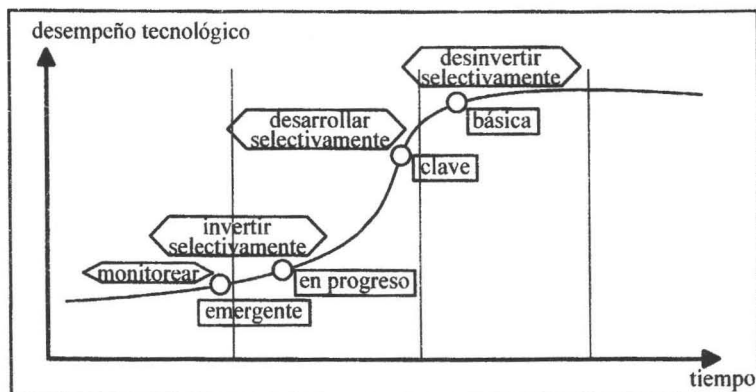 desempeño tecnológico
desinvertir
selectivamente
básica
desarrollar
selectivamente
clave
invertir
selectivamente
en progreso
monitorear
emergente
tiempo